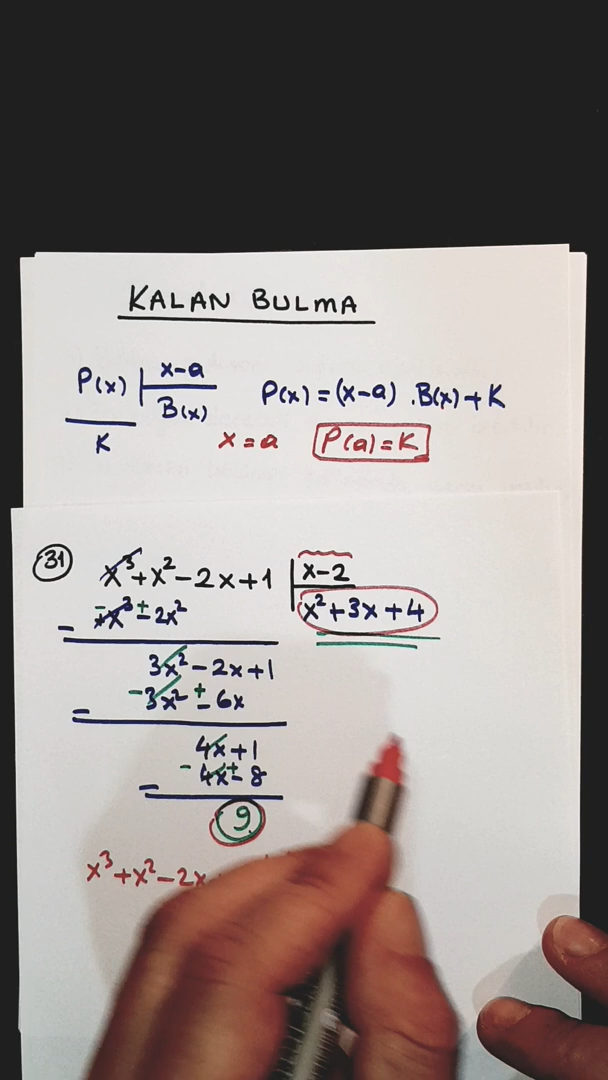 KALAN BULMA
P(x) | x-a
B(x)
K
P(x) = (x-a) . B(x) + K
x = a P(a) = K
31 x³ + x² - 2x + 1 | x-2
x³ - 2x² x² + 3x + 4
- +
-
3x² - 2x + 1
- 3x² + - 6x
-
4x + 1
- 4x + - 8
-
9
x³ + x² - 2x